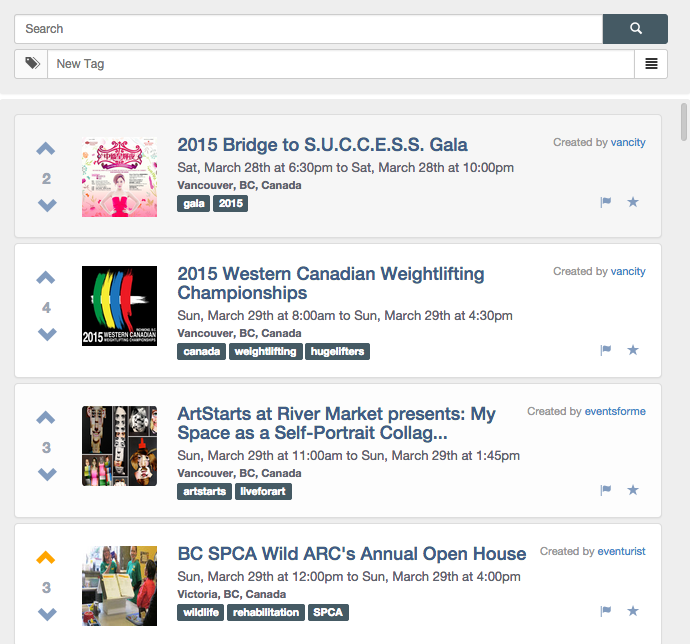 Search
New Tag
2015 Bridge to S.U.C.C.E.S.S. Gala
Created by vancity
2
Sat, March 28th at 6:30pm to Sat, March 28th at 10:00pm
Vancouver, BC, Canada
gala 2015
2015 Western Canadian Weightlifting
Championships
Created by vancity
4
RICHMOND, B.C.
2015 WESTERN CANADIAN
WEIGHTLIFTING CHAMPIONSHIPS
Sun, March 29th at 8:00am to Sun, March 29th at 4:30pm
Vancouver, BC, Canada
canada weightlifting hugelifters
ArtStarts at River Market presents: My
Space as a Self-Portrait Collag...
Created by eventsforme
3
Sun, March 29th at 11:00am to Sun, March 29th at 1:45pm
Vancouver, BC, Canada
artstarts liveforart
BC SPCA Wild ARC's Annual Open House
Created by eventurist
3
Sun, March 29th at 12:00pm to Sun, March 29th at 4:00pm
Victoria, BC, Canada
wildlife rehabilitation SPCA